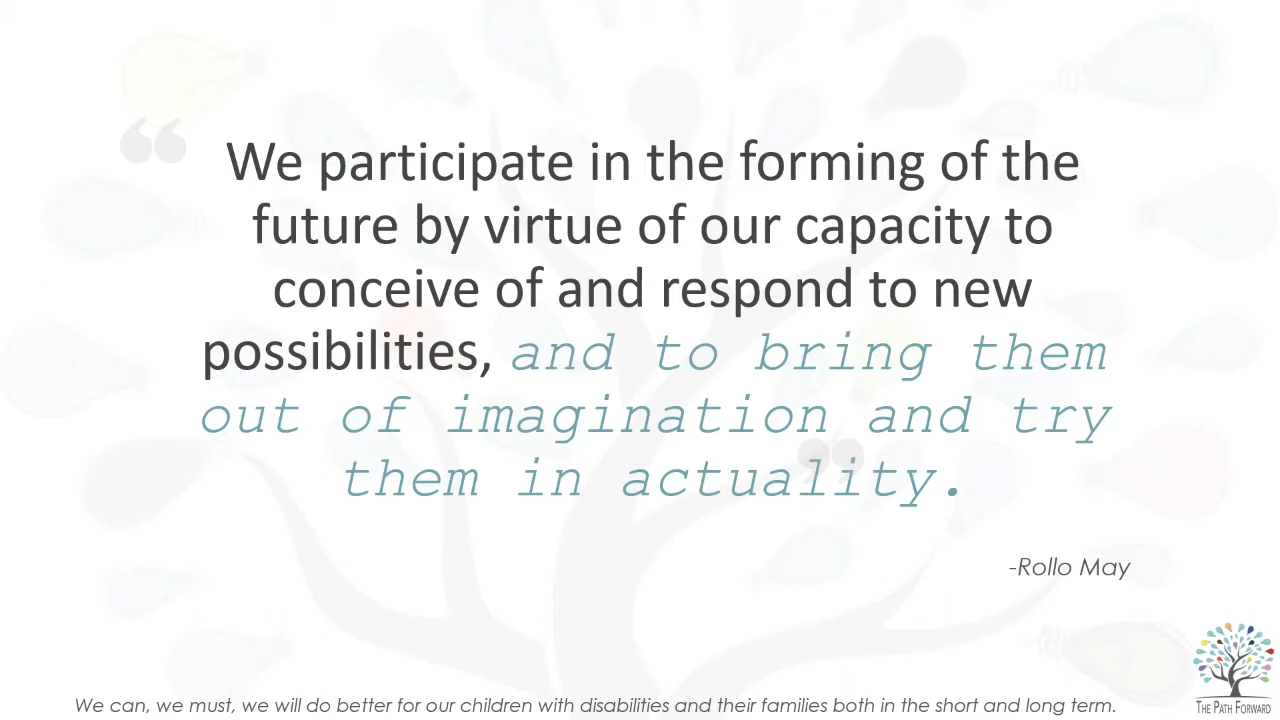 “
We participate in the forming of the
future by virtue of our capacity to
conceive of and respond to new
possibilities, and to bring them
out of imagination and try
them in actuality.
”
-Rollo May
THE PATH FORWARD
We can, we must, we will do better for our children with disabilities and their families both in the short and long term.